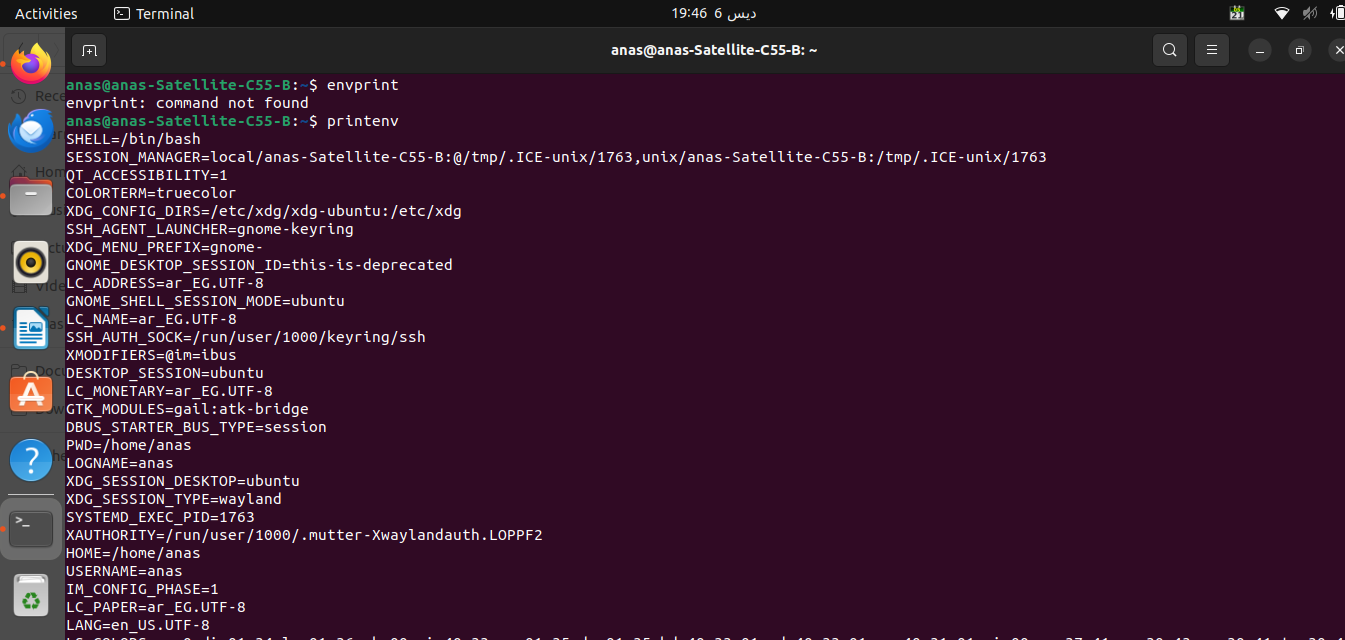 Activities
Terminal
19:46 6 ديس
21
anas@anas-Satellite-C55-B: ~
anas@anas-Satellite-C55-B:~$ envprint
envprint: command not found
anas@anas-Satellite-C55-B:~$ printenv
SHELL=/bin/bash
SESSION_MANAGER=local/anas-Satellite-C55-B:@/tmp/.ICE-unix/1763,unix/anas-Satellite-C55-B:/tmp/.ICE-unix/1763
QT_ACCESSIBILITY=1
COLORTERM=truecolor
XDG_CONFIG_DIRS=/etc/xdg/xdg-ubuntu:/etc/xdg
SSH_AGENT_LAUNCHER=gnome-keyring
XDG_MENU_PREFIX=gnome-
GNOME_DESKTOP_SESSION_ID=this-is-deprecated
LC_ADDRESS=ar_EG.UTF-8
GNOME_SHELL_SESSION_MODE=ubuntu
LC_NAME=ar_EG.UTF-8
SSH_AUTH_SOCK=/run/user/1000/keyring/ssh
XMODIFIERS=@im=ibus
DESKTOP_SESSION=ubuntu
LC_MONETARY=ar_EG.UTF-8
GTK_MODULES=gail:atk-bridge
DBUS_STARTER_BUS_TYPE=session
PWD=/home/anas
LOGNAME=anas
XDG_SESSION_DESKTOP=ubuntu
XDG_SESSION_TYPE=wayland
SYSTEMD_EXEC_PID=1763
XAUTHORITY=/run/user/1000/.mutter-Xwaylandauth.LOPPF2
HOME=/home/anas
USERNAME=anas
IM_CONFIG_PHASE=1
LC_PAPER=ar_EG.UTF-8
LANG=en_US.UTF-8